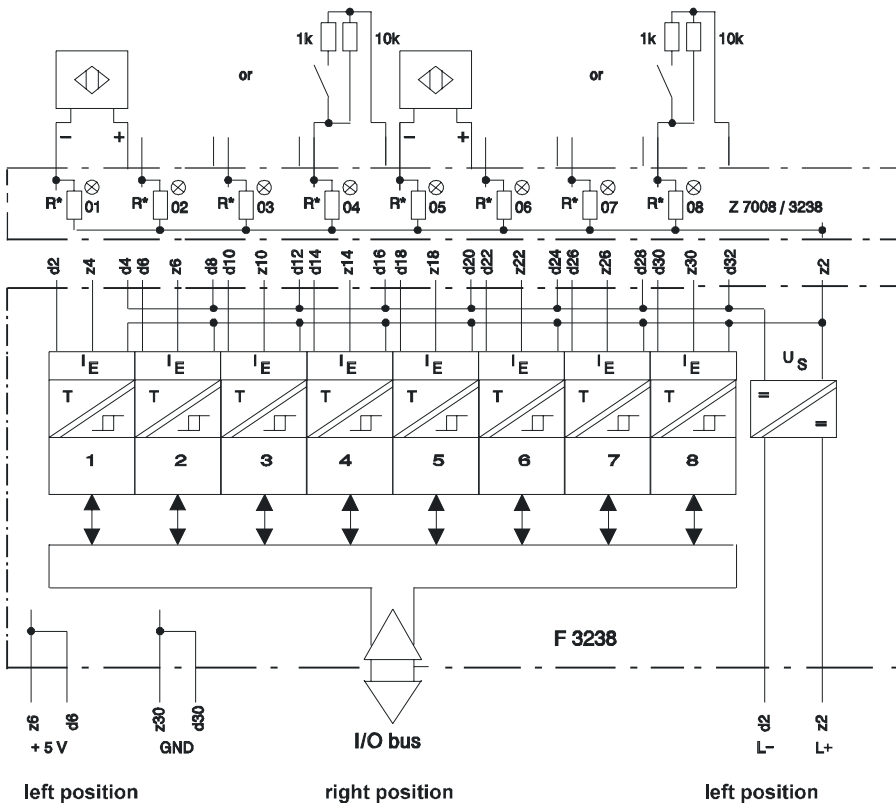 1k 10k 1k 10k
or or
– + – +
R* 01 R* 02 R* 03 R* 04 R* 05 R* 06 R* 07 R* 08 Z 7008 / 3238
d2 z4 d4 d6 z6 d8 d10 z10 d12 d14 z14 d16 d18 z18 d20 d22 z22 d24 d26 z26 d28 d30 z30 d32 z2
IE IE IE IE IE IE IE IE US
T T T T T T T T = =
1 2 3 4 5 6 7 8
F 3238
z6 d6 z30 d30 d2 z2
+ 5 V GND I/O bus L– L+
left position right position left position